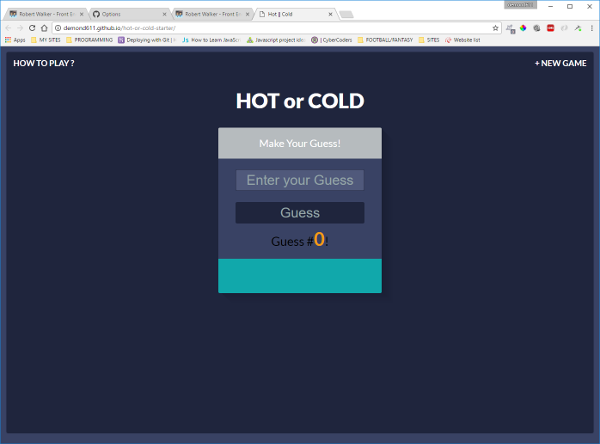 demond611
Robert Walker - Front E
Options
Robert Walker - Front E
Hot || Cold
demond611.github.io/hot-or-cold-starter/
Apps MY SITES PROGRAMMING Deploying with Git | How to Learn JavaSc Javascript project ide | CyberCoders FOOTBALL/FANTASY SITES Website list
HOW TO PLAY ? + NEW GAME
HOT or COLD
Make Your Guess!
Enter your Guess
Guess
Guess #0!